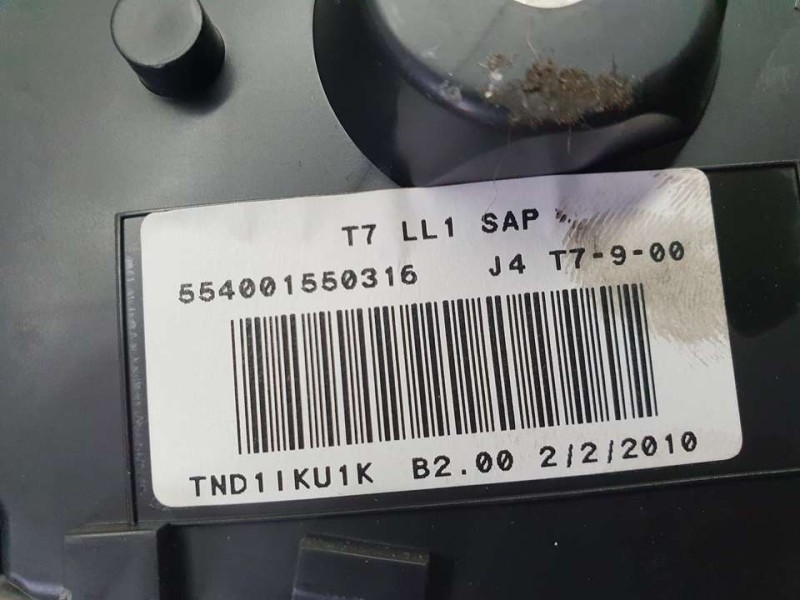 T7 LL1 SAP
554001550316 J4 T7-9-00
TND1IKU1K B2.00 2/2/2010